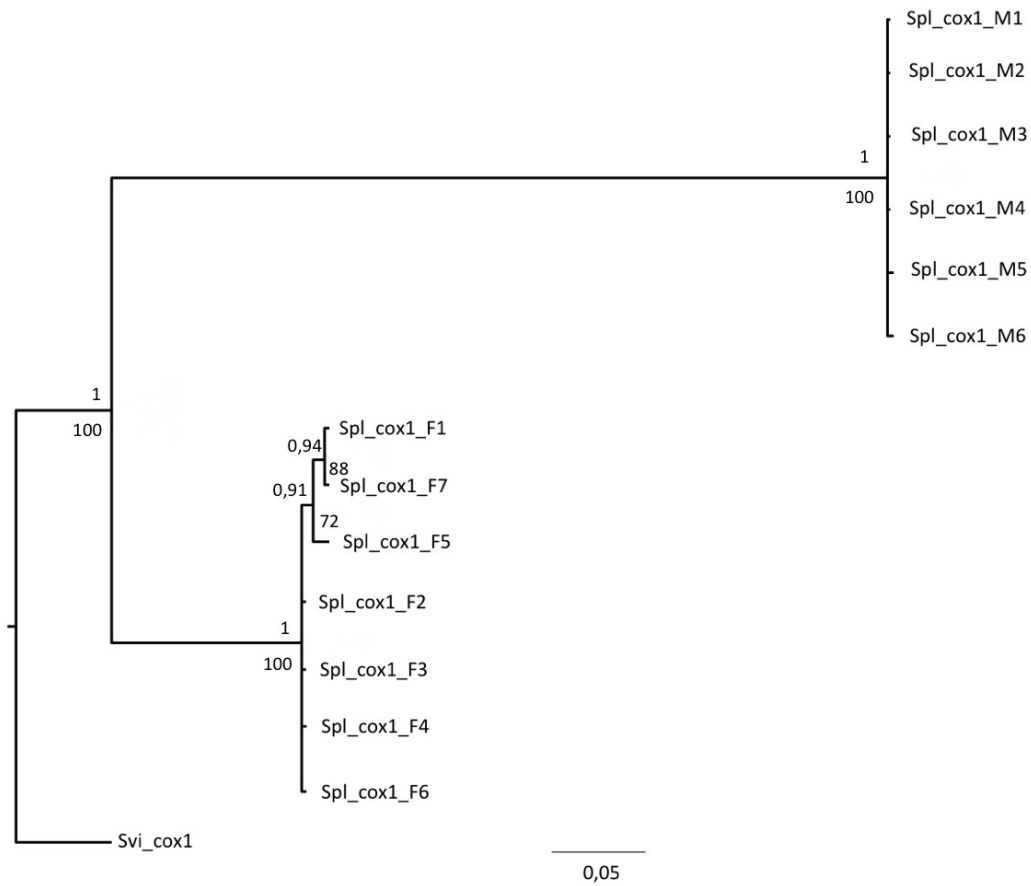 Spl_cox1_M1
Spl_cox1_M2
Spl_cox1_M3
1
100
Spl_cox1_M4
Spl_cox1_M5
Spl_cox1_M6
1
100
Spl_cox1_F1
0,94
88
Spl_cox1_F7
0,91
72
Spl_cox1_F5
Spl_cox1_F2
1
100
Spl_cox1_F3
Spl_cox1_F4
Spl_cox1_F6
Svi_cox1
0,05